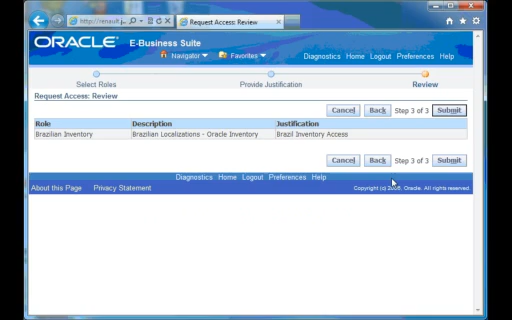 http://renault.j...
Request Access: Review
ORACLE E-Business Suite
Navigator Favorites
Diagnostics Home Logout Preferences Help
Select Roles Provide Justification Review
Request Access: Review
Cancel Back Step 3 of 3 Submit
Role Description Justification
Brazilian Inventory Brazilian Localizations - Oracle Inventory Brazil Inventory Access
Cancel Back Step 3 of 3 Submit
Diagnostics Home Logout Preferences Help
About this Page Privacy Statement Copyright (c) Oracle. All rights reserved.